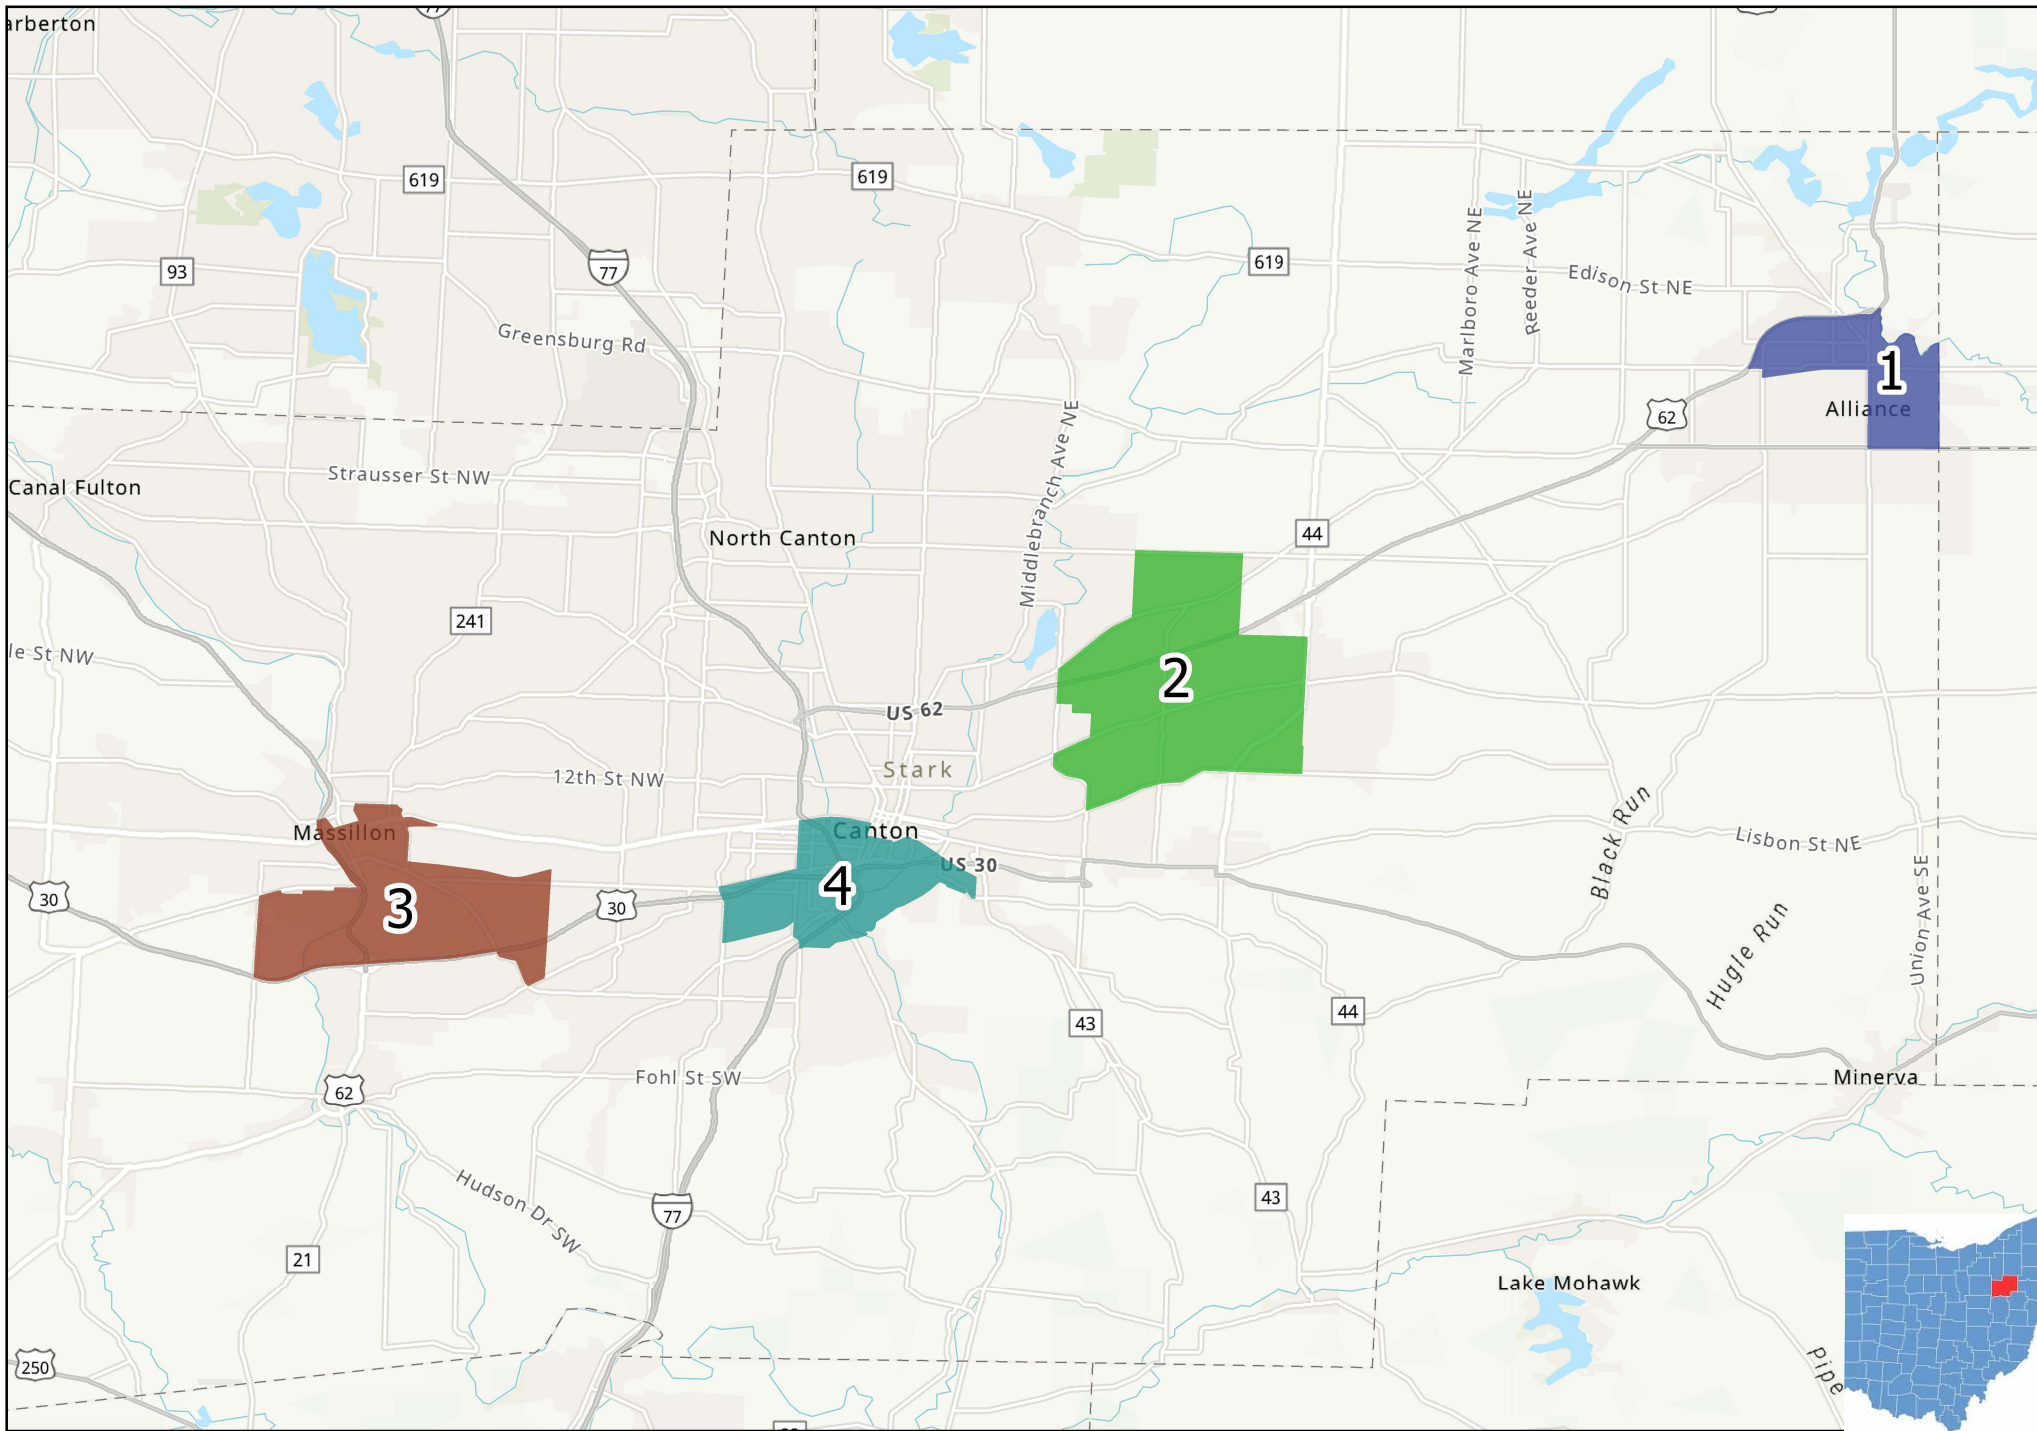 77
arberton
619
619
93
77
619
Edison St NE
Marlboro Ave NE
Reeder Ave NE
Greensburg Rd
1
Alliance
62
Middlebranch Ave NE
Strausser St NW
Canal Fulton
North Canton
44
241
le St NW
2
US 62
Stark
12th St NW
Massillon
Canton
US 30
Black Run
Lisbon St NE
30
3
30
4
Union Ave SE
Hugle Run
44
43
Fohl St SW
62
Minerva
Hudson Dr SW
77
43
21
Lake Mohawk
250
Pipe